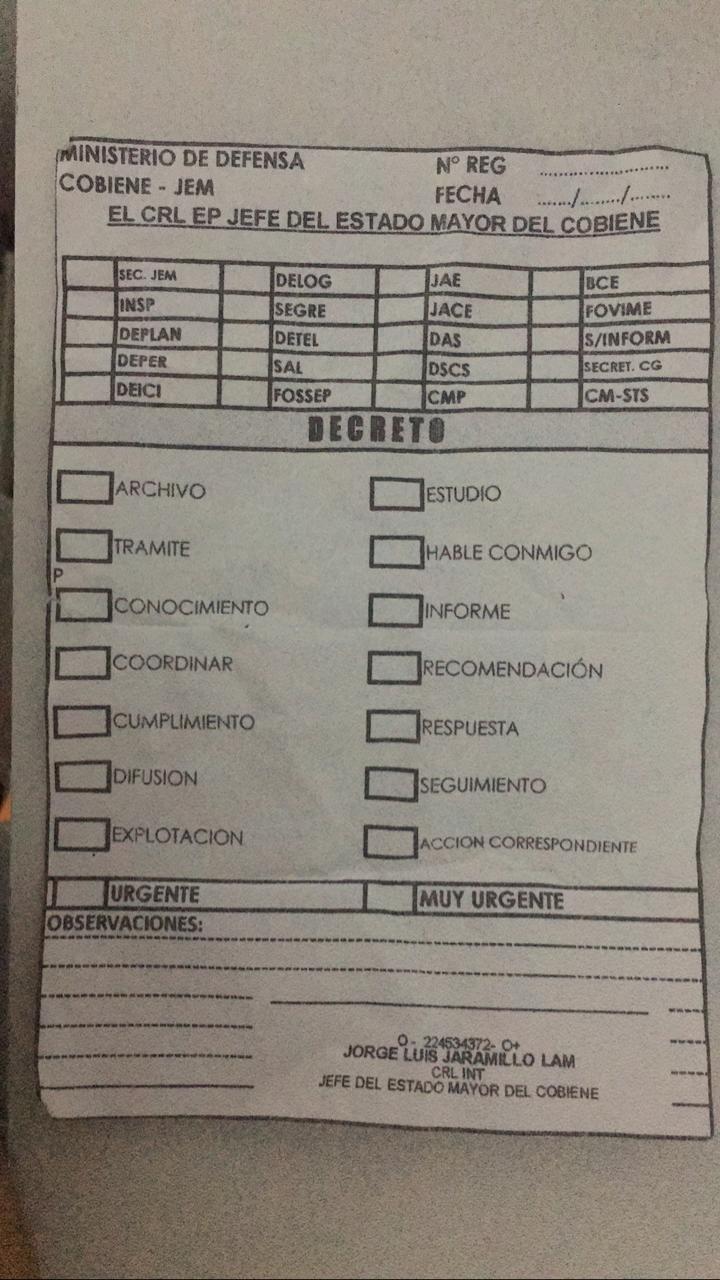 MINISTERIO DE DEFENSA
COBIENE - JEM
N° REG ........................
FECHA ......./......../........
EL CRL EP JEFE DEL ESTADO MAYOR DEL COBIENE
SEC. JEM DELOG JAE BCE
INSP SEGRE JACE FOVIME
DEPLAN DETEL DAS S/INFORM
DEPER SAL DSCS SECRET. CG
DEICI FOSSEP CMP CM-STS
DECRETO
ARCHIVO ESTUDIO
TRAMITE HABLE CONMIGO
P
CONOCIMIENTO INFORME
COORDINAR RECOMENDACIÓN
CUMPLIMIENTO RESPUESTA
DIFUSION SEGUIMIENTO
EXPLOTACION ACCION CORRESPONDIENTE
URGENTE MUY URGENTE
OBSERVACIONES:
O - 224534372- O+
JORGE LUIS JARAMILLO LAM
CRL INT
JEFE DEL ESTADO MAYOR DEL COBIENE